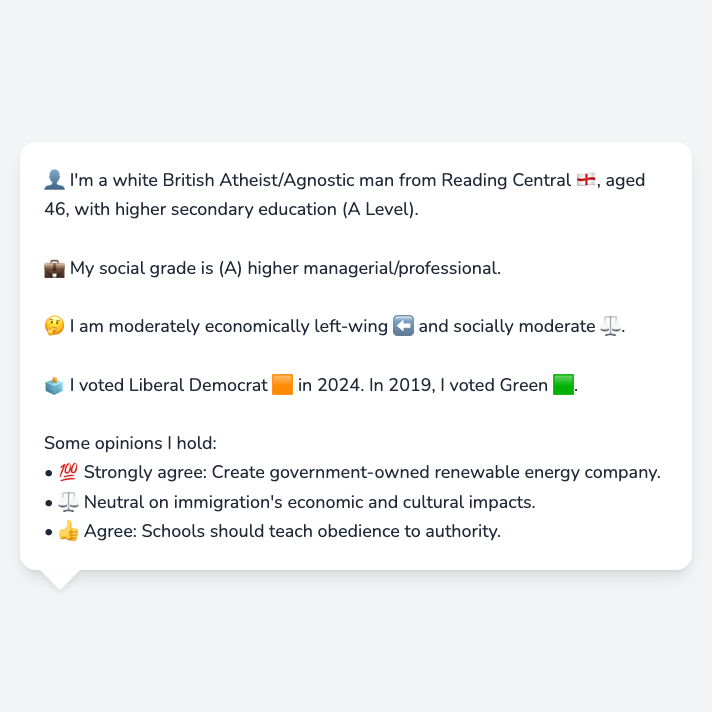 👤 I'm a white British Atheist/Agnostic man from Reading Central 🏴󠁧󠁢󠁥󠁮󠁧󠁿, aged
46, with higher secondary education (A Level).
💼 My social grade is (A) higher managerial/professional.
🤔 I am moderately economically left-wing ⬅️ and socially moderate ⚖️.
🗳️ I voted Liberal Democrat 🟧 in 2024. In 2019, I voted Green 🟩.
Some opinions I hold:
• 💯 Strongly agree: Create government-owned renewable energy company.
• ⚖️ Neutral on immigration's economic and cultural impacts.
• 👍 Agree: Schools should teach obedience to authority.